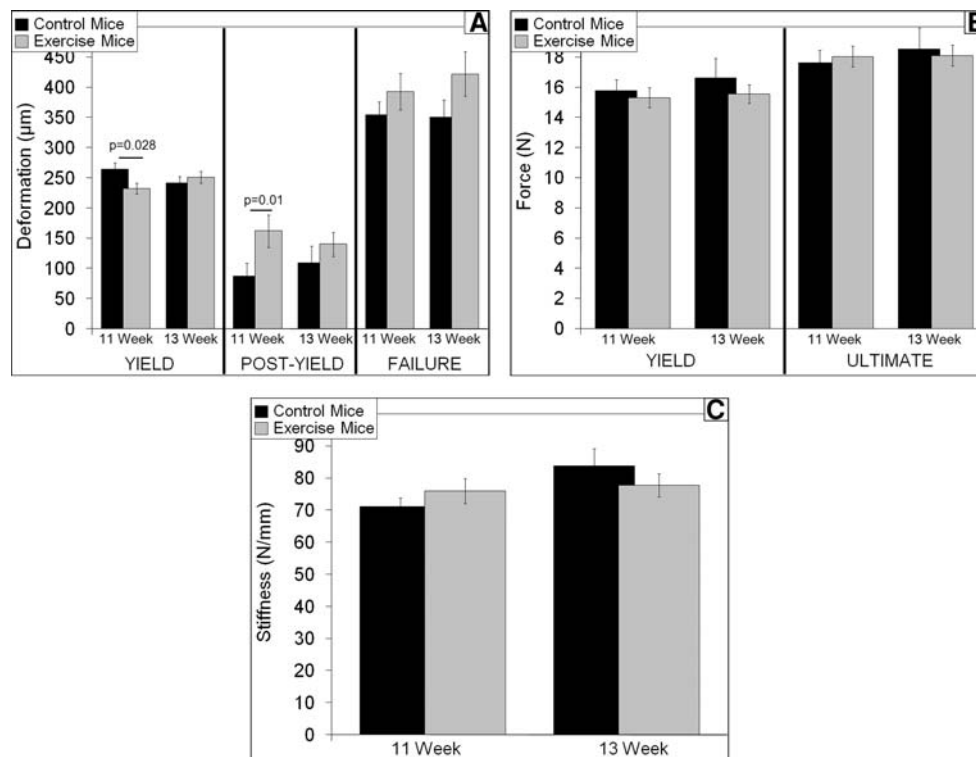 Control Mice
Exercise Mice
A
450
400
350
300
250
200
150
100
50
0
Deformation (µm)
p=0.028
p=0.01
11 Week 13 Week 11 Week 13 Week 11 Week 13 Week
YIELD POST-YIELD FAILURE
Control Mice
Exercise Mice
18
16
14
12
10
8
6
4
2
0
Force (N)
11 Week 13 Week 11 Week 13 Week
YIELD ULTIMATE
Control Mice
Exercise Mice
C
90
80
70
60
50
40
30
20
10
0
Stiffness (N/mm)
11 Week 13 Week